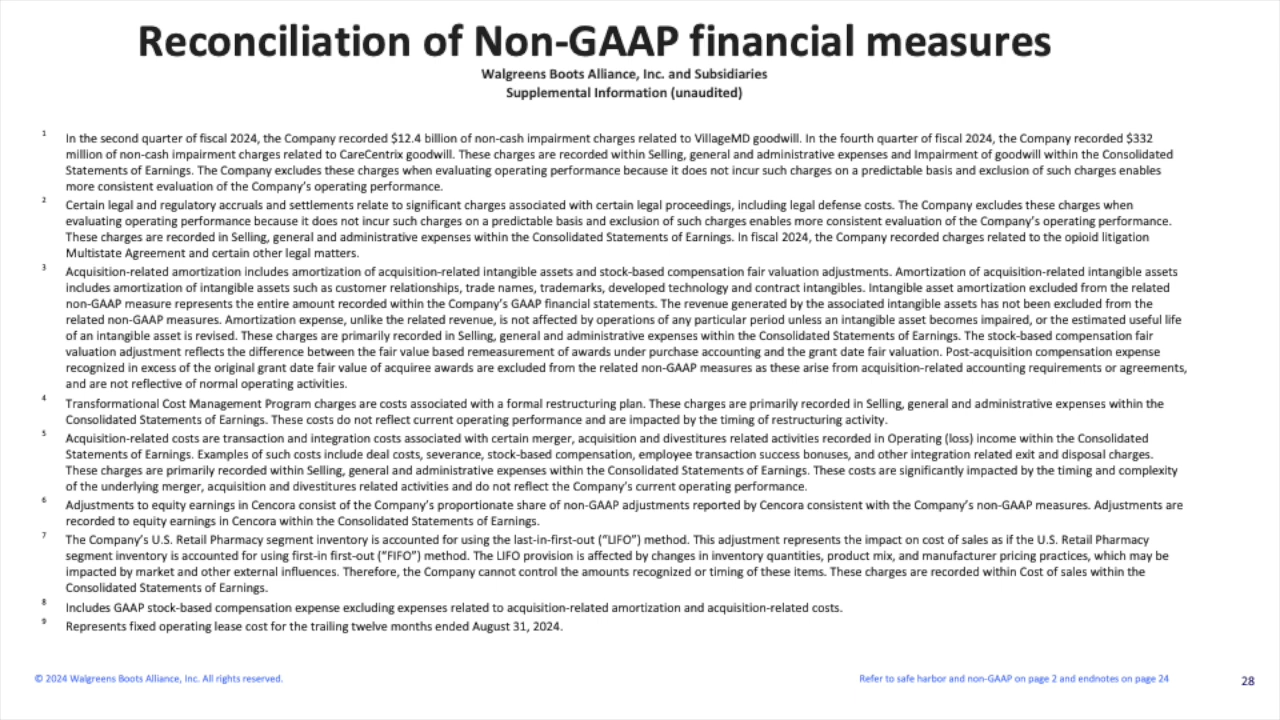 Reconciliation of Non-GAAP financial measures
Walgreens Boots Alliance, Inc. and Subsidiaries
Supplemental Information (unaudited)
1 In the second quarter of fiscal 2024, the Company recorded $12.4 billion of non-cash impairment charges related to VillageMD goodwill. In the fourth quarter of fiscal 2024, the Company recorded $332
million of non-cash impairment charges related to CareCentrix goodwill. These charges are recorded within Selling, general and administrative expenses and Impairment of goodwill within the Consolidated
Statements of Earnings. The Company excludes these charges when evaluating operating performance because it does not incur such charges on a predictable basis and exclusion of such charges enables
more consistent evaluation of the Company's operating performance.
2 Certain legal and regulatory accruals and settlements relate to significant charges associated with certain legal proceedings, including legal defense costs. The Company excludes these charges when
evaluating operating performance because it does not incur such charges on a predictable basis and exclusion of such charges enables more consistent evaluation of the Company's operating performance.
These charges are recorded in Selling, general and administrative expenses within the Consolidated Statements of Earnings. In fiscal 2024, the Company recorded charges related to the opioid litigation
Multistate Agreement and certain other legal matters.
3 Acquisition-related amortization includes amortization of acquisition-related intangible assets and stock-based compensation fair valuation adjustments. Amortization of acquisition-related intangible assets
includes amortization of intangible assets such as customer relationships, trade names, trademarks, developed technology and contract intangibles. Intangible asset amortization excluded from the related
non-GAAP measure represents the entire amount recorded within the Company's GAAP financial statements. The revenue generated by the associated intangible assets has not been excluded from the
related non-GAAP measures. Amortization expense, unlike the related revenue, is not affected by operations of any particular period unless an intangible asset becomes impaired, or the estimated useful life
of an intangible asset is revised. These charges are primarily recorded in Selling, general and administrative expenses within the Consolidated Statements of Earnings. The stock-based compensation fair
valuation adjustment reflects the difference between the fair value based remeasurement of awards under purchase accounting and the grant date fair valuation. Post-acquisition compensation expense
recognized in excess of the original grant date fair value of acquiree awards are excluded from the related non-GAAP measures as these arise from acquisition-related accounting requirements or agreements,
and are not reflective of normal operating activities.
4 Transformational Cost Management Program charges are costs associated with a formal restructuring plan. These charges are primarily recorded in Selling, general and administrative expenses within the
Consolidated Statements of Earnings. These costs do not reflect current operating performance and are impacted by the timing of restructuring activity.
5 Acquisition-related costs are transaction and integration costs associated with certain merger, acquisition and divestitures related activities recorded in Operating (loss) income within the Consolidated
Statements of Earnings. Examples of such costs include deal costs, severance, stock-based compensation, employee transaction success bonuses, and other integration related exit and disposal charges.
These charges are primarily recorded within Selling, general and administrative expenses within the Consolidated Statements of Earnings. These costs are significantly impacted by the timing and complexity
of the underlying merger, acquisition and divestitures related activities and do not reflect the Company's current operating performance.
6 Adjustments to equity earnings in Cencora consist of the Company's proportionate share of non-GAAP adjustments reported by Cencora consistent with the Company's non-GAAP measures. Adjustments are
recorded to equity earnings in Cencora within the Consolidated Statements of Earnings.
7 The Company's U.S. Retail Pharmacy segment inventory is accounted for using the last-in-first-out ("LIFO") method. This adjustment represents the impact on cost of sales as if the U.S. Retail Pharmacy
segment inventory is accounted for using first-in first-out ("FIFO") method. The LIFO provision is affected by changes in inventory quantities, product mix, and manufacturer pricing practices, which may be
impacted by market and other external influences. Therefore, the Company cannot control the amounts recognized or timing of these items. These charges are recorded within Cost of sales within the
Consolidated Statements of Earnings.
8 Includes GAAP stock-based compensation expense excluding expenses related to acquisition-related amortization and acquisition-related costs.
9 Represents fixed operating lease cost for the trailing twelve months ended August 31, 2024.
© 2024 Walgreens Boots Alliance, Inc. All rights reserved.
Refer to safe harbor and non-GAAP on page 2 and endnotes on page 24
28